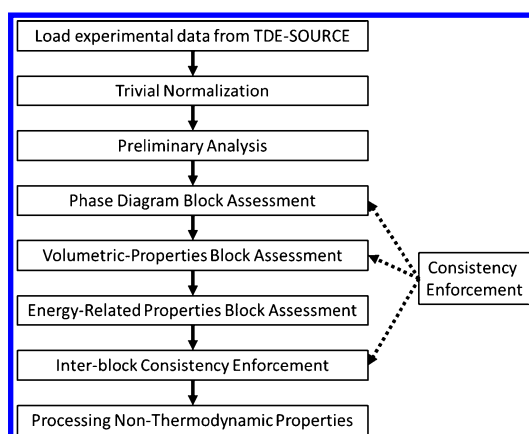 Load experimental data from TDE-SOURCE
Trivial Normalization
Preliminary Analysis
Phase Diagram Block Assessment
Volumetric-Properties Block Assessment
Consistency
Enforcement
Energy-Related Properties Block Assessment
Inter-block Consistency Enforcement
Processing Non-Thermodynamic Properties